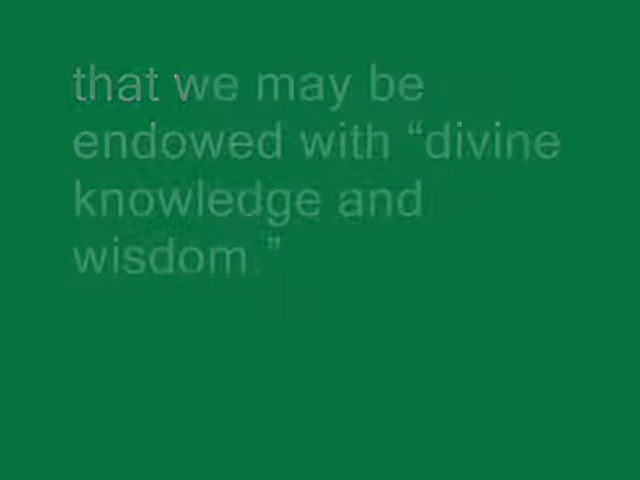 that we may be
endowed with “divine
knowledge and
wisdom.”